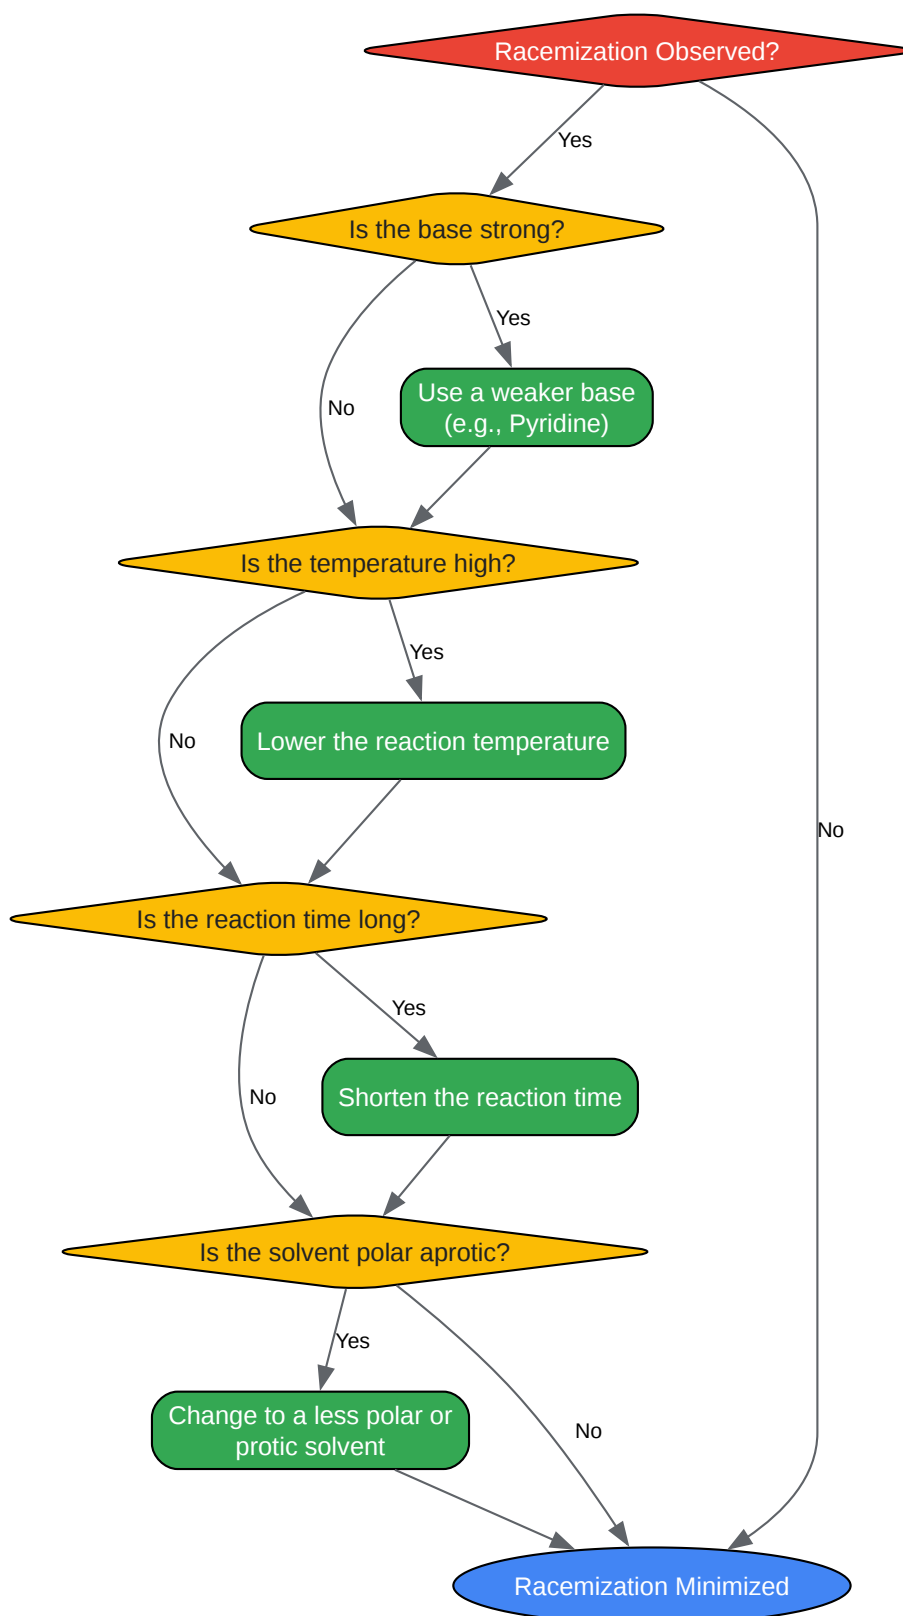 Racemization Observed?
Yes
Is the base strong?
Yes
Use a weaker base
(e.g., Pyridine)
No
Is the temperature high?
Yes
Lower the reaction temperature
No
No
Is the reaction time long?
Yes
Shorten the reaction time
No
Is the solvent polar aprotic?
Yes
Change to a less polar or
protic solvent
No
Racemization Minimized